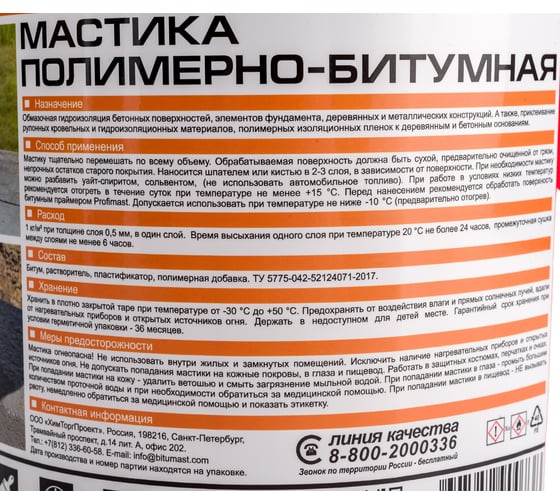 МАСТИКА
ПОЛИМЕРНО-БИТУМНАЯ
Назначение
Обмазочная гидроизоляция бетонных поверхностей, элементов фундамента, деревянных и металлических конструкций. А также, приклеивание
рулонных кровельных и гидроизоляционных материалов, полимерных изоляционных пленок к деревянным и бетонным основаниям.
Способ применения
Мастику тщательно перемешать по всему объему. Обрабатываемая поверхность должна быть сухой, предварительно очищенной от грязи,
непрочных остатков старого покрытия. Наносится шпателем или кистью в 2-3 слоя, в зависимости от поверхности. При необходимости мастику
можно разбавить уайт-спиритом, сольвентом, (не использовать автомобильное топливо). При работе в условиях низких температур
рекомендуется отогреть в течение суток при температуре не менее +15 °С. Перед нанесением рекомендуется обработать поверхность
битумным праймером Profimast. Допускается использовать при температуре не ниже -10 °С (предварительно отогрев).
Расход
1 кг/м² при толщине слоя 0,5 мм, в один слой. Время высыхания одного слоя при температуре 20 °С не более 24 часов, промежуточная сушка
между слоями не менее 6 часов.
Состав
Битум, растворитель, пластификатор, полимерная добавка. ТУ 5775-042-52124071-2017.
Хранение
Хранить в плотно закрытой таре при температуре от -30 °С до +50 °С. Предохранять от воздействия влаги и прямых солнечных лучей, вдали
от нагревательных приборов и открытых источников огня. Держать в недоступном для детей месте. Гарантийный срок хранения при
условии герметичной упаковки - 36 месяцев.
Меры предосторожности
Мастика огнеопасна! Не использовать внутри жилых и замкнутых помещений. Исключить наличие нагревательных приборов и открытых
источников огня. Не допускать попадания мастики на кожные покровы, в глаза и пищевод. Работать в защитных костюмах, перчатках и очках.
При попадании мастики на кожу - удалить ветошью и смыть загрязнение мыльной водой. При попадании мастики в глаза - промыть большим
количеством проточной воды и при необходимости обратиться за медицинской помощью. При попадании мастики в пищевод - НЕ вызывать
рвоту, немедленно обратиться за медицинской помощью и показать этикетку.
Контактная информация
ООО «ХимТоргПроект». Россия, 198216, Санкт-Петербург,
Трамвайный проспект, д.14 лит. А, офис 202.
Тел.: +7(812) 336-60-58. E-mail: info@bitumast.com
Дата производства и номер партии находятся на упаковке.
линия качества
8-800-2000336
Звонок по территории России - бесплатный